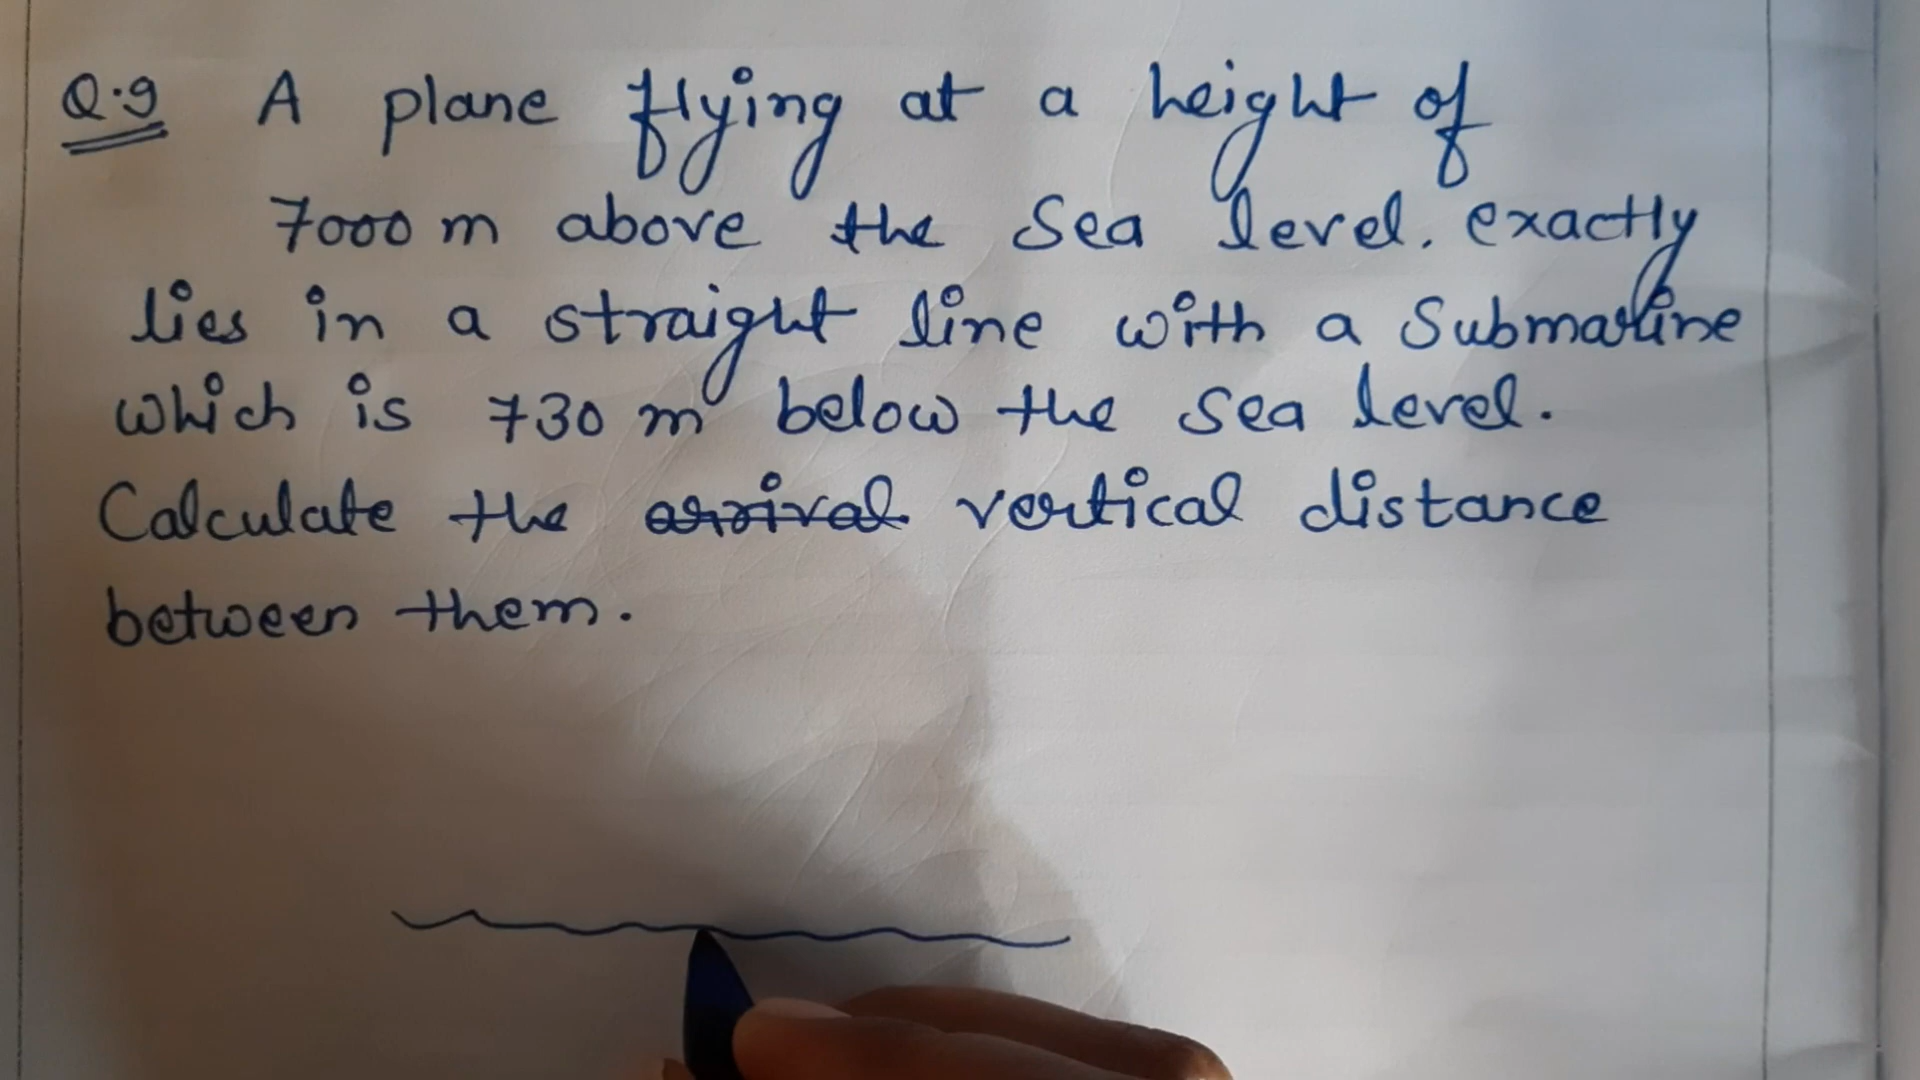 Q.9 A plane flying at a height of
7000 m above the sea level. exactly
lies in a straight line with a submarine
which is 730 m below the sea level.
Calculate the arrival vertical distance
between them.